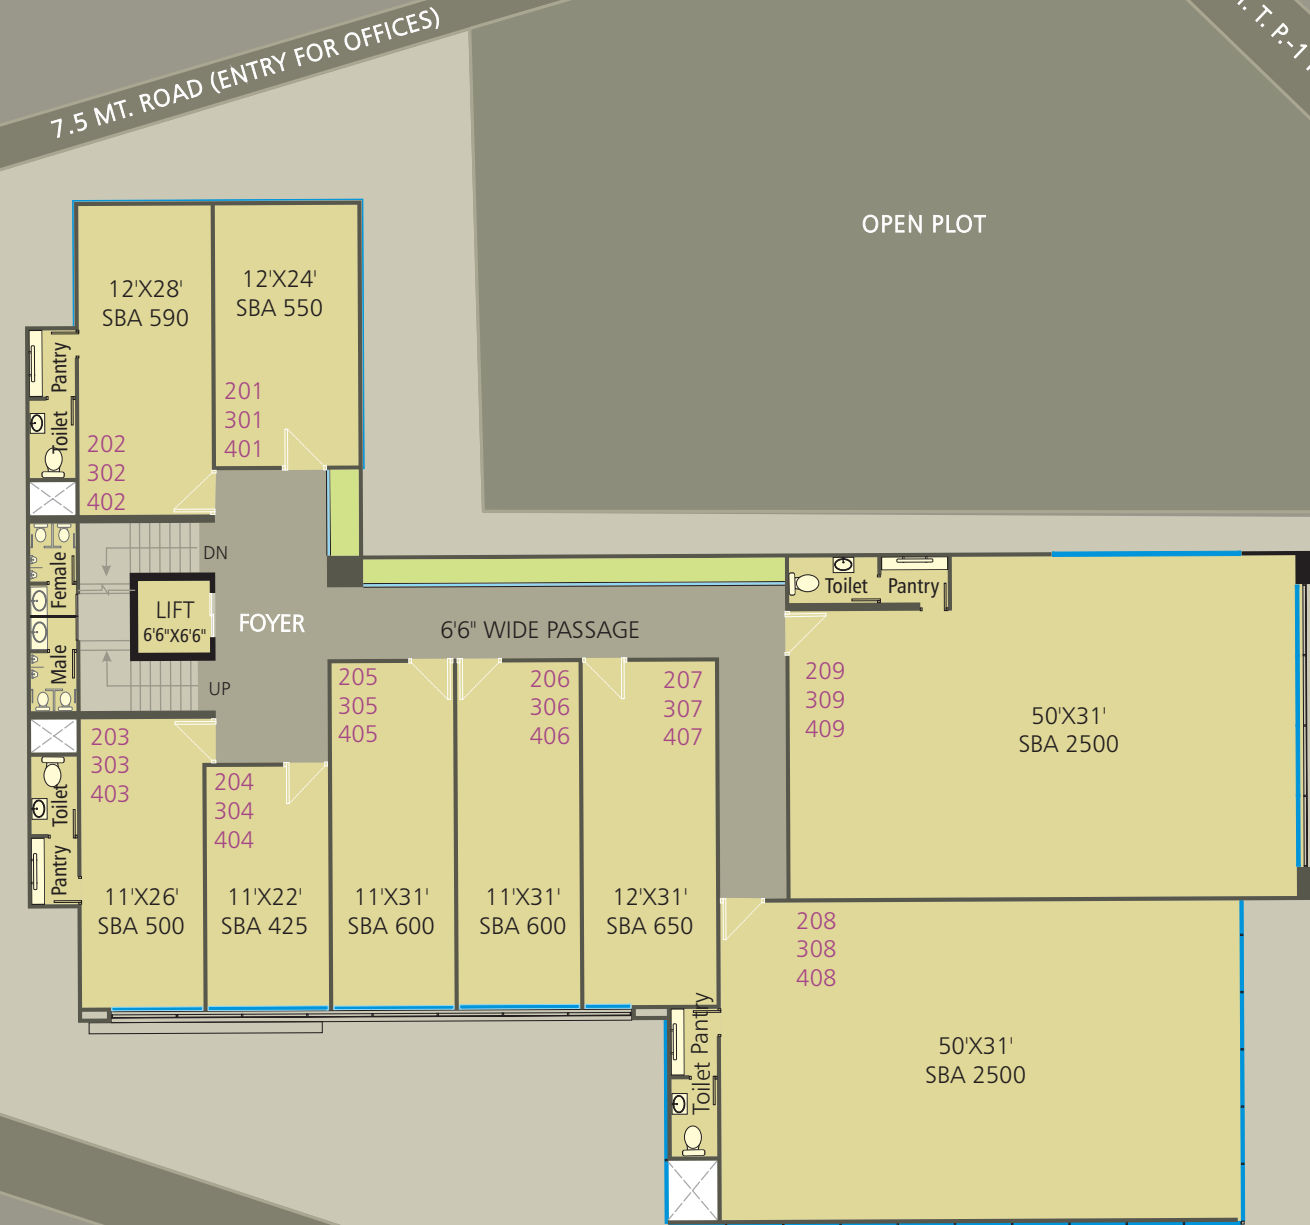 7.5 MT. ROAD (ENTRY FOR OFFICES)
T. P.-1
OPEN PLOT
12'X28'
SBA 590
12'X24'
SBA 550
201
301
401
202
302
402
Pantry
Toilet
Female
Male
DN
LIFT
6'6"X6'6"
UP
FOYER
6'6" WIDE PASSAGE
Toilet
Pantry
209
309
409
50'X31'
SBA 2500
203
303
403
Toilet
Pantry
11'X26'
SBA 500
204
304
404
11'X22'
SBA 425
205
305
405
11'X31'
SBA 600
206
306
406
11'X31'
SBA 600
207
307
407
12'X31'
SBA 650
208
308
408
50'X31'
SBA 2500
Toilet Pantry